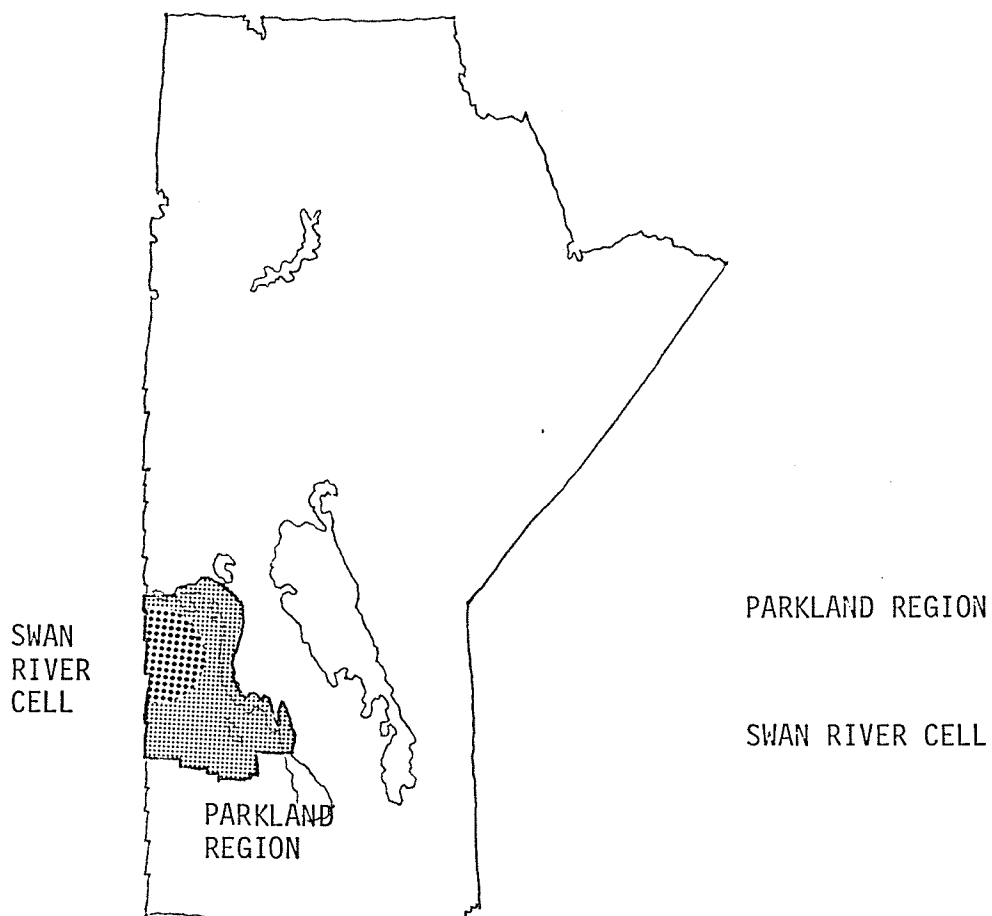 SWAN
RIVER
CELL
PARKLAND REGION
SWAN RIVER CELL
PARKLAND
REGION